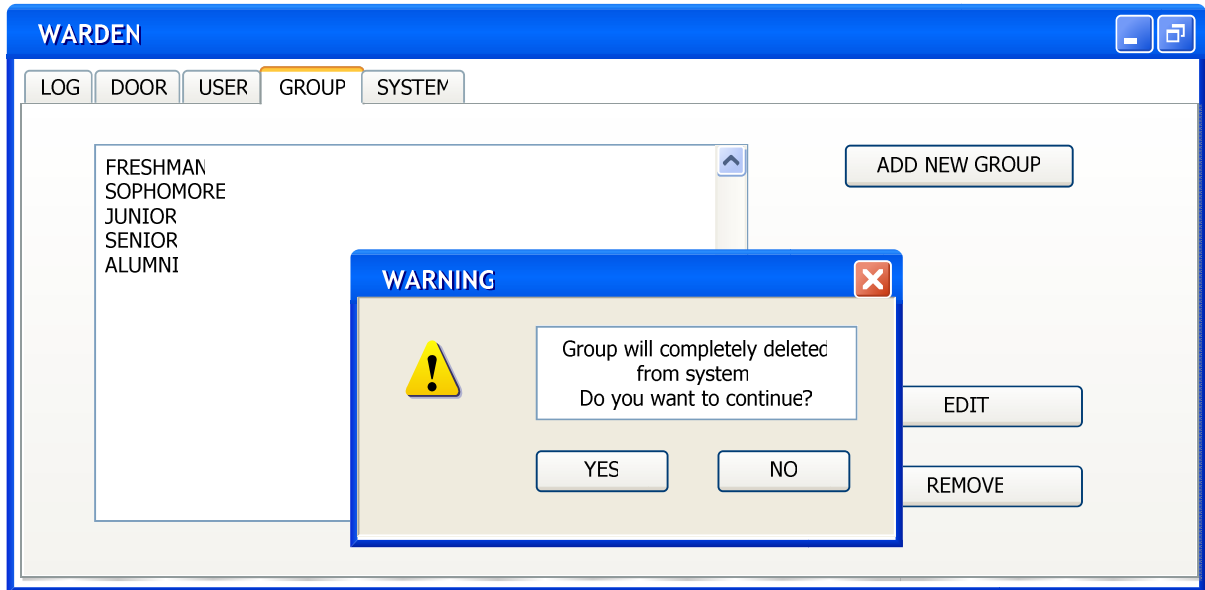 WARDEN
LOG DOOR USER GROUP SYSTEM
FRESHMAN
SOPHOMORE
JUNIOR
SENIOR
ALUMNI
ADD NEW GROUP
WARNING
Group will completely deleted
from system
Do you want to continue?
YES NO
EDIT
REMOVE